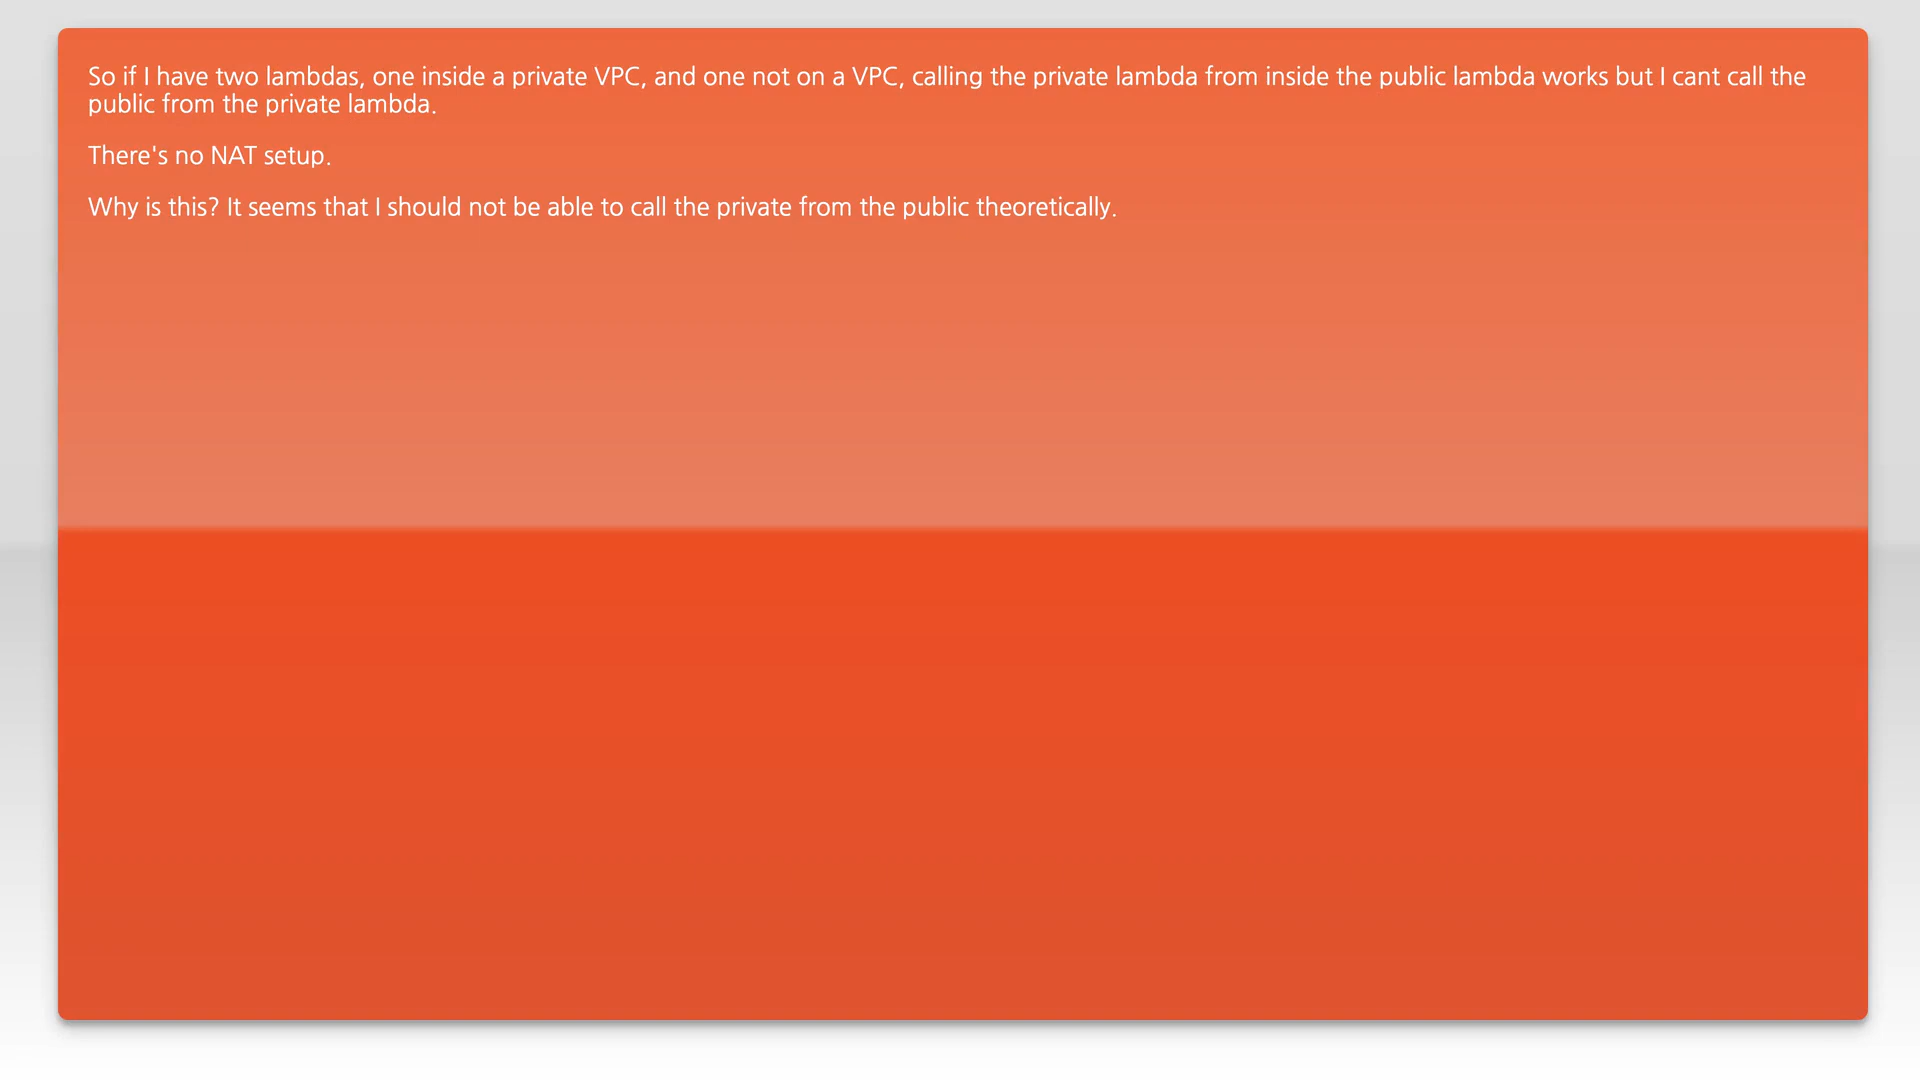 So if I have two lambdas, one inside a private VPC, and one not on a VPC, calling the private lambda from inside the public lambda works but I cant call the
public from the private lambda.
There's no NAT setup.
Why is this? It seems that I should not be able to call the private from the public theoretically.